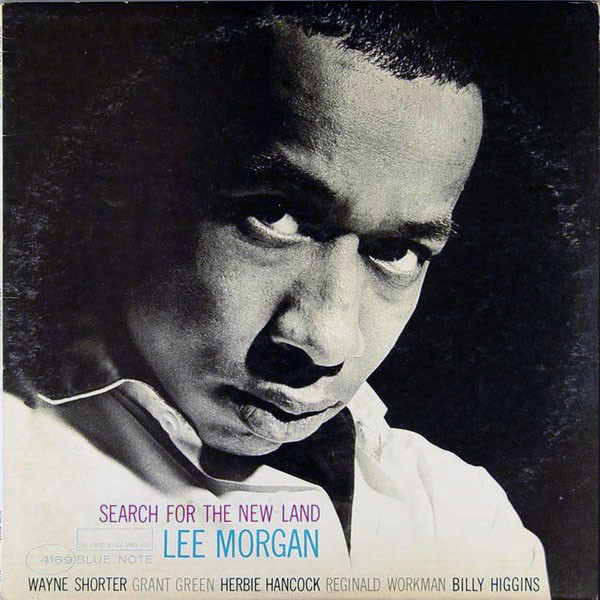 SEARCH FOR THE NEW LAND
LEE MORGAN
4169 BLUE NOTE
WAYNE SHORTER GRANT GREEN HERBIE HANCOCK REGINALD WORKMAN BILLY HIGGINS